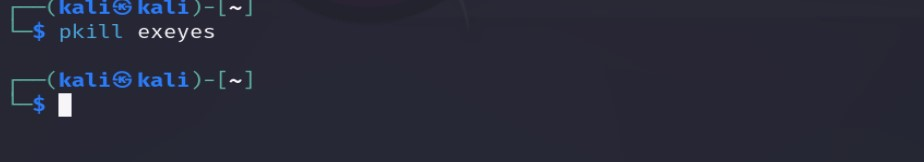 ┌──(kali㉿kali)-[~]
└─$ pkill exeyes
┌──(kali㉿kali)-[~]
└─$